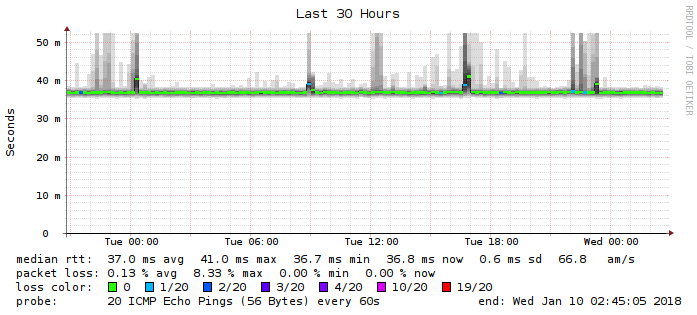 Last 30 Hours
RRDTOOL / TOBI OETIKER
Seconds
50 m
40 m
30 m
20 m
10 m
0
Tue 00:00 Tue 06:00 Tue 12:00 Tue 18:00 Wed 00:00
median rtt: 37.0 ms avg 41.0 ms max 36.7 ms min 36.8 ms now 0.6 ms sd 66.8 am/s
packet loss: 0.13 % avg 8.33 % max 0.00 % min 0.00 % now
loss color: 0 1/20 2/20 3/20 4/20 10/20 19/20
probe: 20 ICMP Echo Pings (56 Bytes) every 60s end: Wed Jan 10 02:45:05 2018